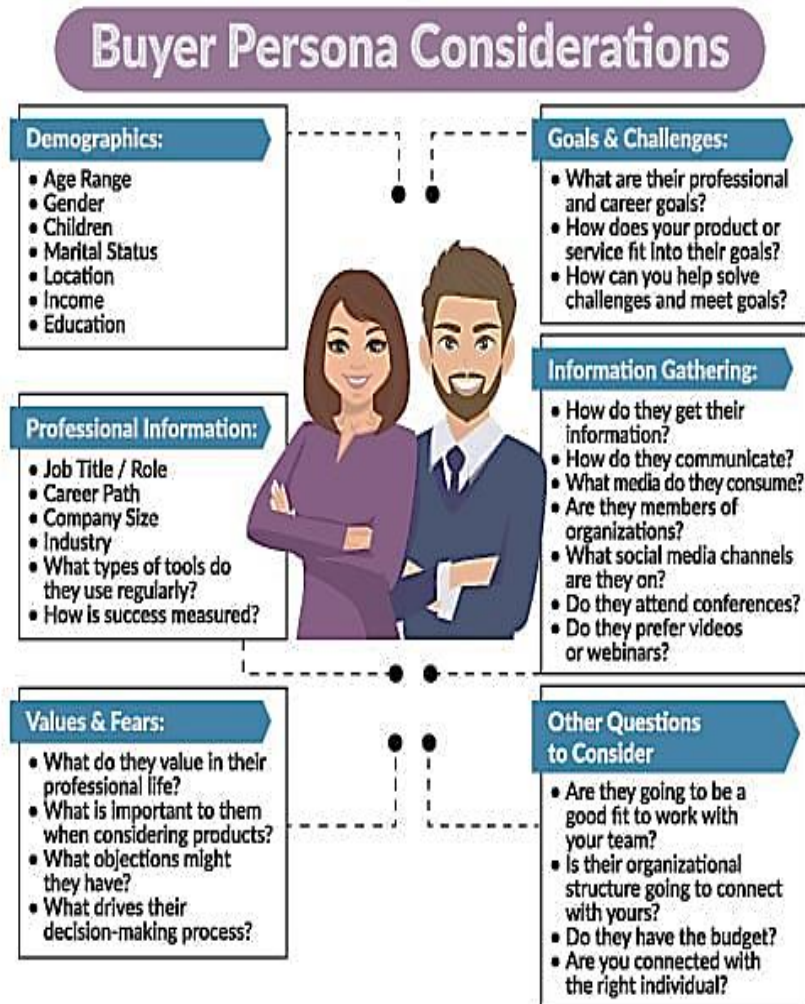 Buyer Persona Considerations
Demographics:
• Age Range
• Gender
• Children
• Marital Status
• Location
• Income
• Education
Professional Information:
• Job Title / Role
• Career Path
• Company Size
• Industry
• What types of tools do
they use regularly?
• How is success measured?
Values & Fears:
• What do they value in their
professional life?
• What is important to them
when considering products?
• What objections might
they have?
• What drives their
decision-making process?
Goals & Challenges:
• What are their professional
and career goals?
• How does your product or
service fit into their goals?
• How can you help solve
challenges and meet goals?
Information Gathering:
• How do they get their
information?
• How do they communicate?
• What media do they consume?
• Are they members of
organizations?
• What social media channels
are they on?
• Do they attend conferences?
• Do they prefer videos
or webinars?
Other Questions
to Consider
• Are they going to be a
good fit to work with
your team?
• Is their organizational
structure going to connect
with yours?
• Do they have the budget?
• Are you connected with
the right individual?